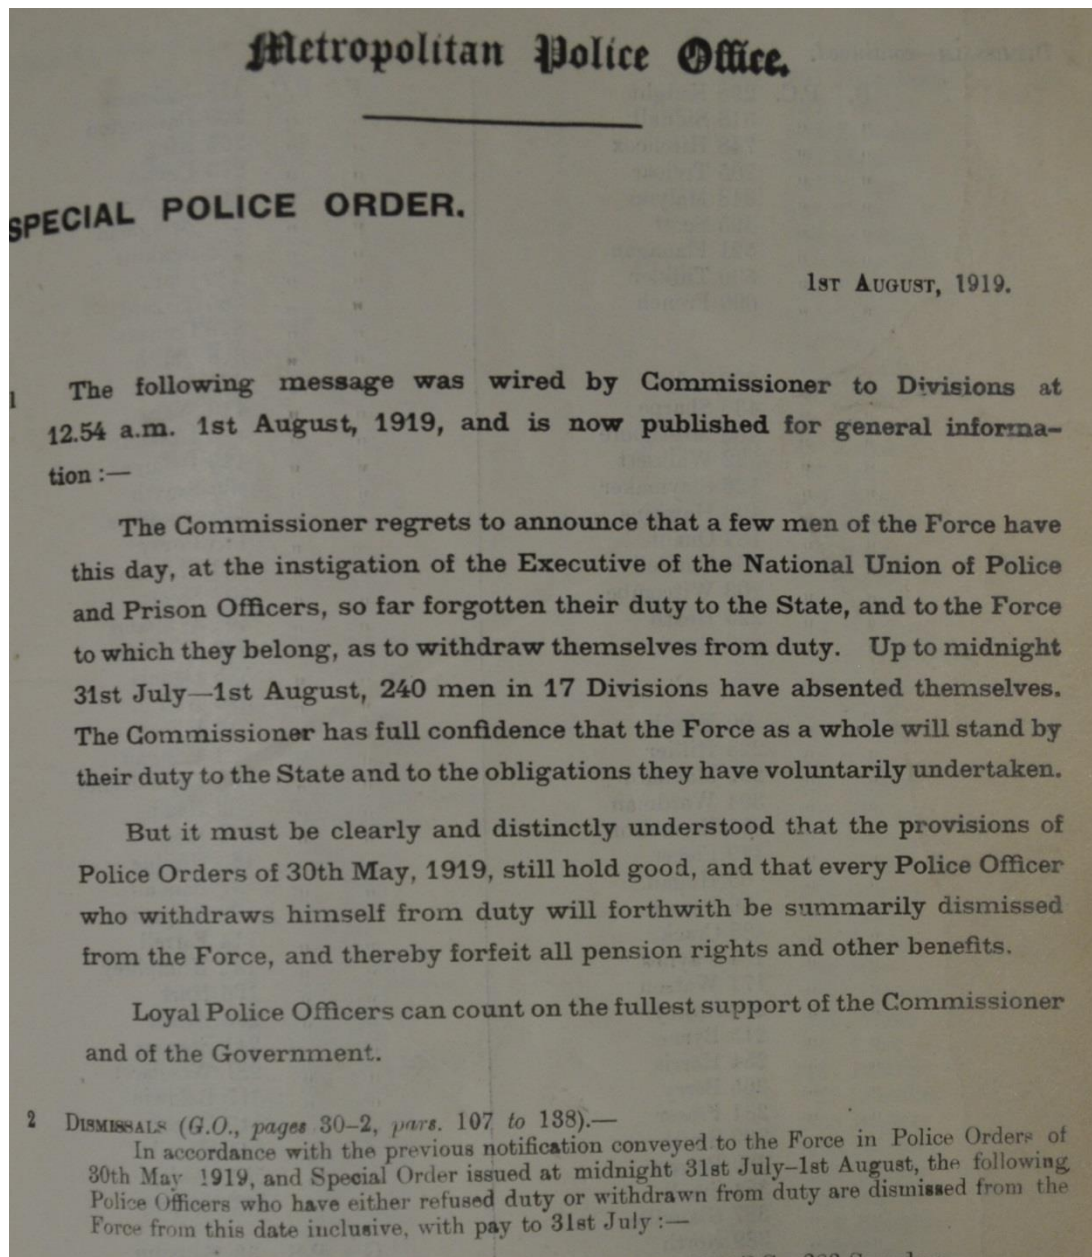 Metropolitan Police Office.
SPECIAL POLICE ORDER.
1ST AUGUST, 1919.
1 The following message was wired by Commissioner to Divisions at
12.54 a.m. 1st August, 1919, and is now published for general informa-
tion :—
The Commissioner regrets to announce that a few men of the Force have
this day, at the instigation of the Executive of the National Union of Police
and Prison Officers, so far forgotten their duty to the State, and to the Force
to which they belong, as to withdraw themselves from duty. Up to midnight
31st July—1st August, 240 men in 17 Divisions have absented themselves.
The Commissioner has full confidence that the Force as a whole will stand by
their duty to the State and to the obligations they have voluntarily undertaken.
But it must be clearly and distinctly understood that the provisions of
Police Orders of 30th May, 1919, still hold good, and that every Police Officer
who withdraws himself from duty will forthwith be summarily dismissed
from the Force, and thereby forfeit all pension rights and other benefits.
Loyal Police Officers can count on the fullest support of the Commissioner
and of the Government.
2 DISMISSALS (G.O., pages 30–2, pars. 107 to 138).—
In accordance with the previous notification conveyed to the Force in Police Orders of
30th May 1919, and Special Order issued at midnight 31st July–1st August, the following
Police Officers who have either refused duty or withdrawn from duty are dismissed from the
Force from this date inclusive, with pay to 31st July :—